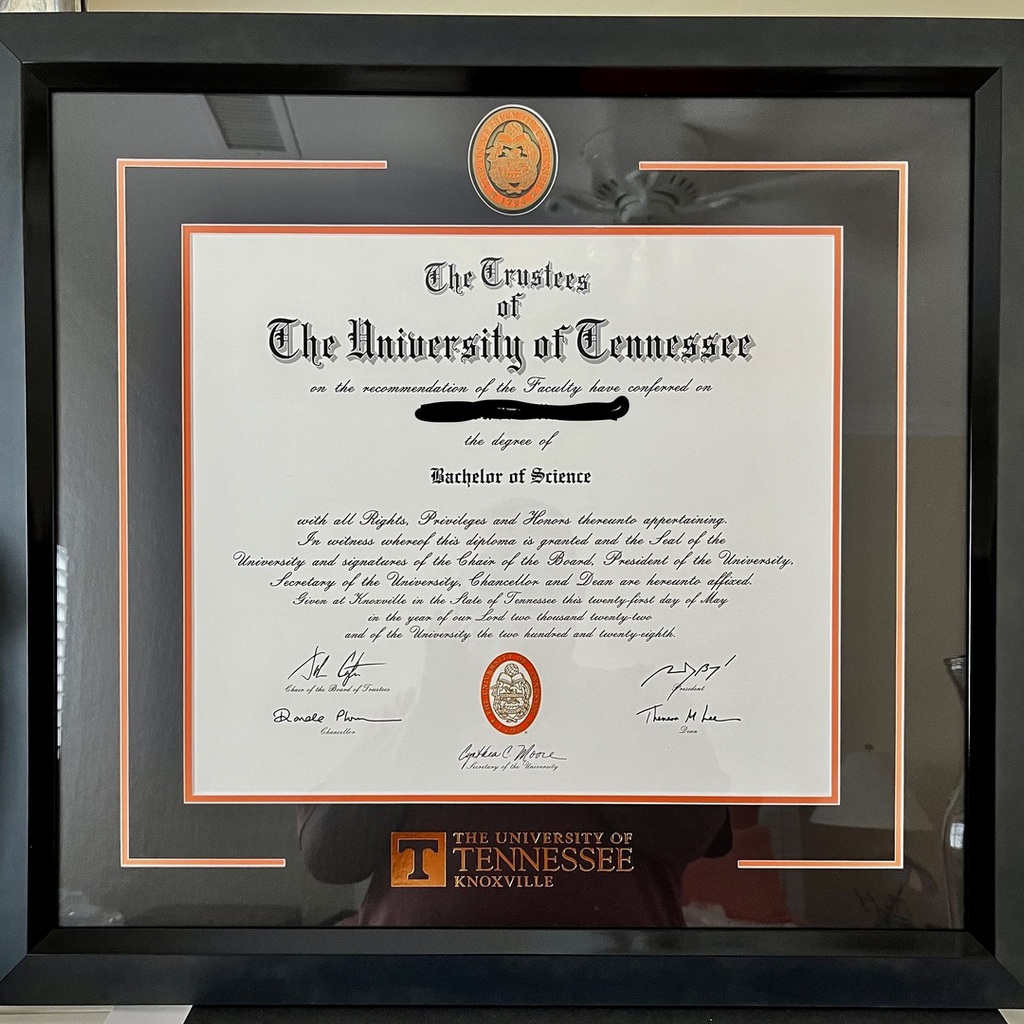 The Trustees
of
The University of Tennessee
on the recommendation of the Faculty have conferred on
the degree of
Bachelor of Science
with all Rights, Privileges and Honors thereunto appertaining.
In witness whereof this diploma is granted and the Seal of the
University and signatures of the Chair of the Board, President of the University,
Secretary of the University, Chancellor and Dean are hereunto affixed.
Given at Knoxville in the State of Tennessee this twenty-first day of May
in the year of our Lord two thousand twenty-two
and of the University the two hundred and twenty-eighth.
Chair of the Board of Trustees
President
Chancellor
Theresa M Lee
Dean
Cynthia C. Moore
Secretary of the University
T
THE UNIVERSITY OF
TENNESSEE
KNOXVILLE